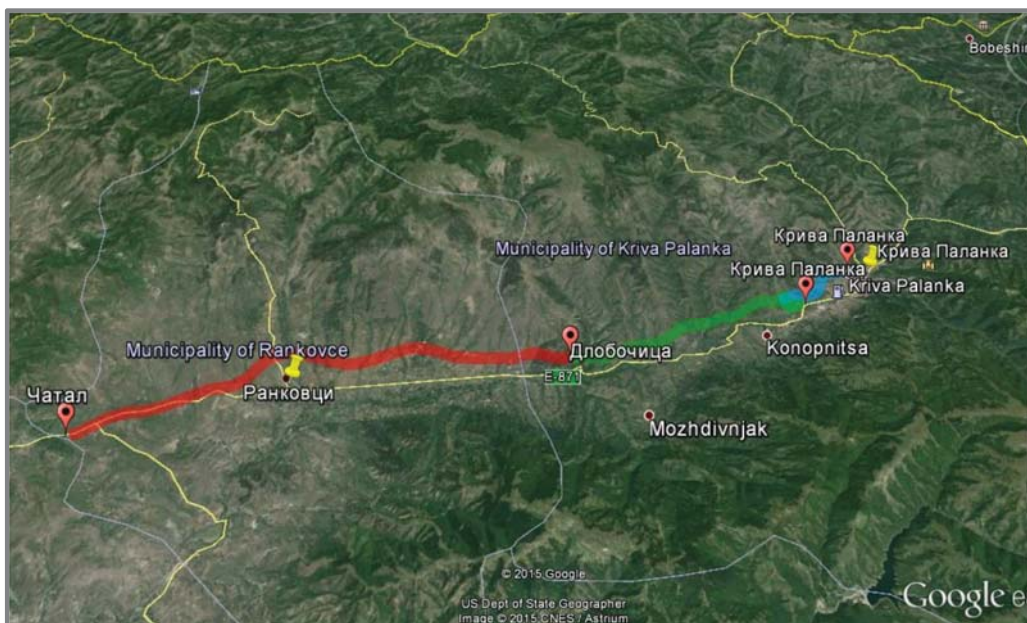 Bobeshin
Municipality of Kriva Palanka
Крива Паланка
Крива Паланка
Крива Паланка
Kriva Palanka
Municipality of Rankovce
Длобочица
Konopnitsa
E-871
Ранковци
Чатал
Mozhdivnjak
© 2015 Google
US Dept of State Geographer
Image © 2015 CNES / Astrium
Google e